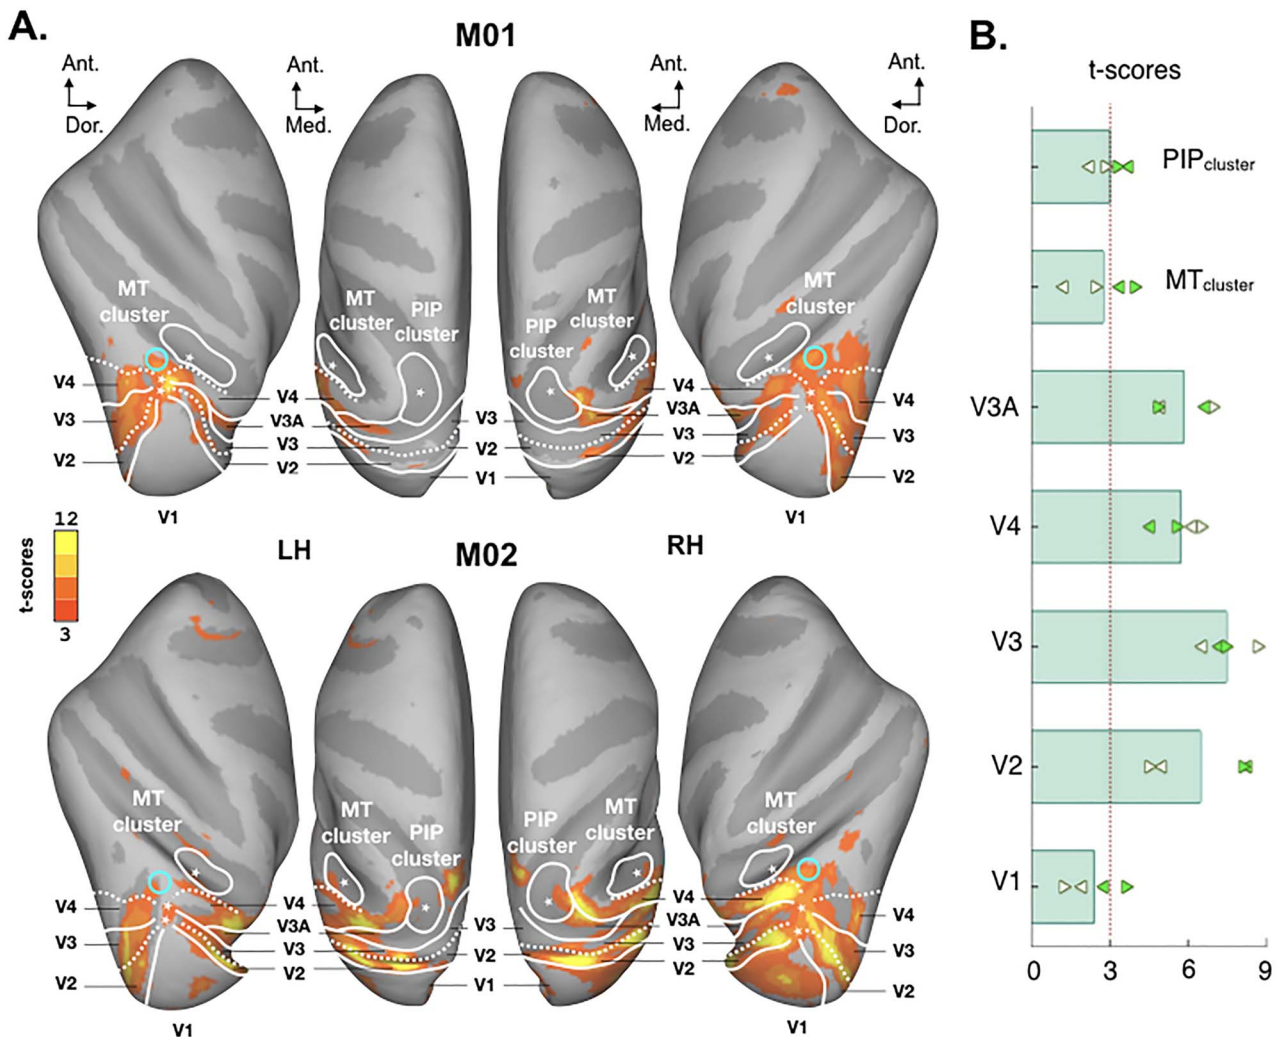 A.
M01
B.
Ant.
Dor.
Ant.
Med.
Ant.
Med.
Ant.
Dor.
MT
cluster
MT
cluster
PIP
cluster
PIP
cluster
MT
cluster
MT
cluster
V4
V3
V2
V4
V3A
V3
V2
V3
V2
V1
V4
V3A
V3
V2
V4
V3
V2
V1
V1
12
t-scores
3
LH
M02
RH
MT
cluster
MT
cluster
PIP
cluster
PIP
cluster
MT
cluster
MT
cluster
V4
V3
V2
V4
V3A
V3
V2
V3
V2
V1
V4
V3A
V3
V2
V4
V3
V2
V1
V1
t-scores
PIPcluster
MTcluster
V3A
V4
V3
V2
V1
0 3 6 9